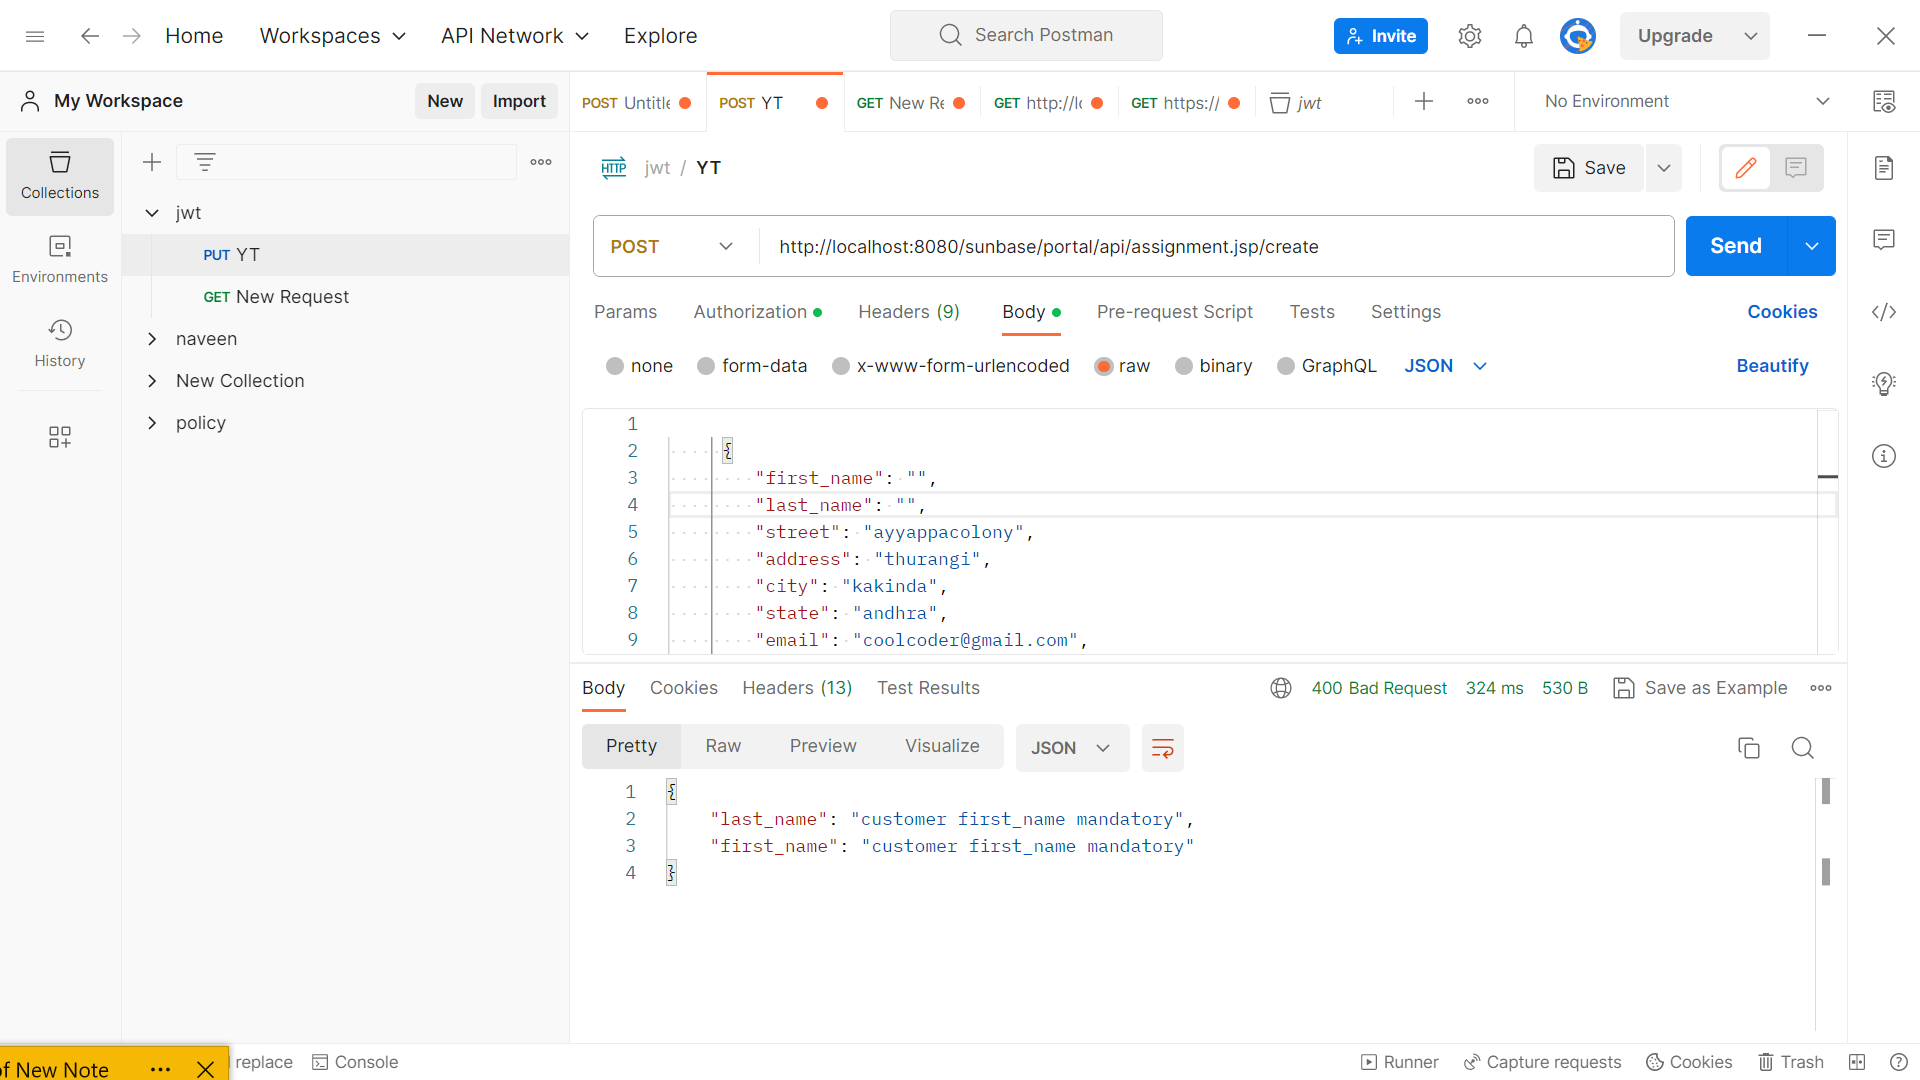 Home Workspaces API Network Explore Search Postman Invite Upgrade
My Workspace New Import POST Untitle POST YT GET New Re GET http://lo GET https:// jwt No Environment
Collections
Environments
History
jwt
PUT YT
GET New Request
naveen
New Collection
policy
HTTP jwt / YT Save
POST http://localhost:8080/sunbase/portal/api/assignment.jsp/create Send
Params Authorization Headers (9) Body Pre-request Script Tests Settings Cookies
none form-data x-www-form-urlencoded raw binary GraphQL JSON Beautify
1
2 {
3 "first_name": "",
4 "last_name": "",
5 "street": "ayyappacolony",
6 "address": "thurangi",
7 "city": "kakinda",
8 "state": "andhra",
9 "email": "coolcoder@gmail.com",
Body Cookies Headers (13) Test Results 400 Bad Request 324 ms 530 B Save as Example
Pretty Raw Preview Visualize JSON
1 {
2 "last_name": "customer first_name mandatory",
3 "first_name": "customer first_name mandatory"
4 }
of New Note replace Console Runner Capture requests Cookies Trash